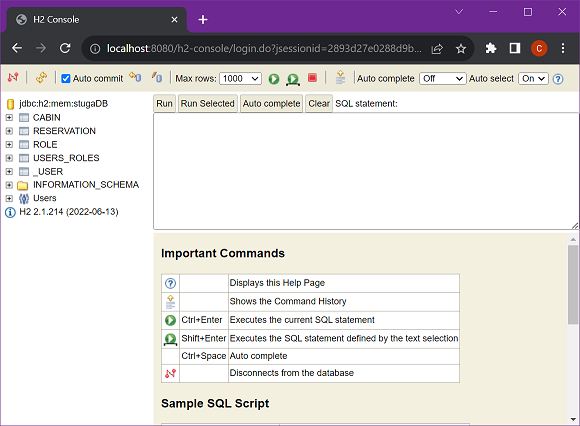 H2 Console
localhost:8080/h2-console/login.do?jsessionid=2893d27e0288d9b...
C
Auto commit Max rows: 1000 Auto complete Off Auto select On
jdbc:h2:mem:stugaDB
CABIN
RESERVATION
ROLE
USERS_ROLES
_USER
INFORMATION_SCHEMA
Users
H2 2.1.214 (2022-06-13)
Run Run Selected Auto complete Clear SQL statement:
Important Commands
Displays this Help Page
Shows the Command History
Ctrl+Enter Executes the current SQL statement
Shift+Enter Executes the SQL statement defined by the text selection
Ctrl+Space Auto complete
Disconnects from the database
Sample SQL Script